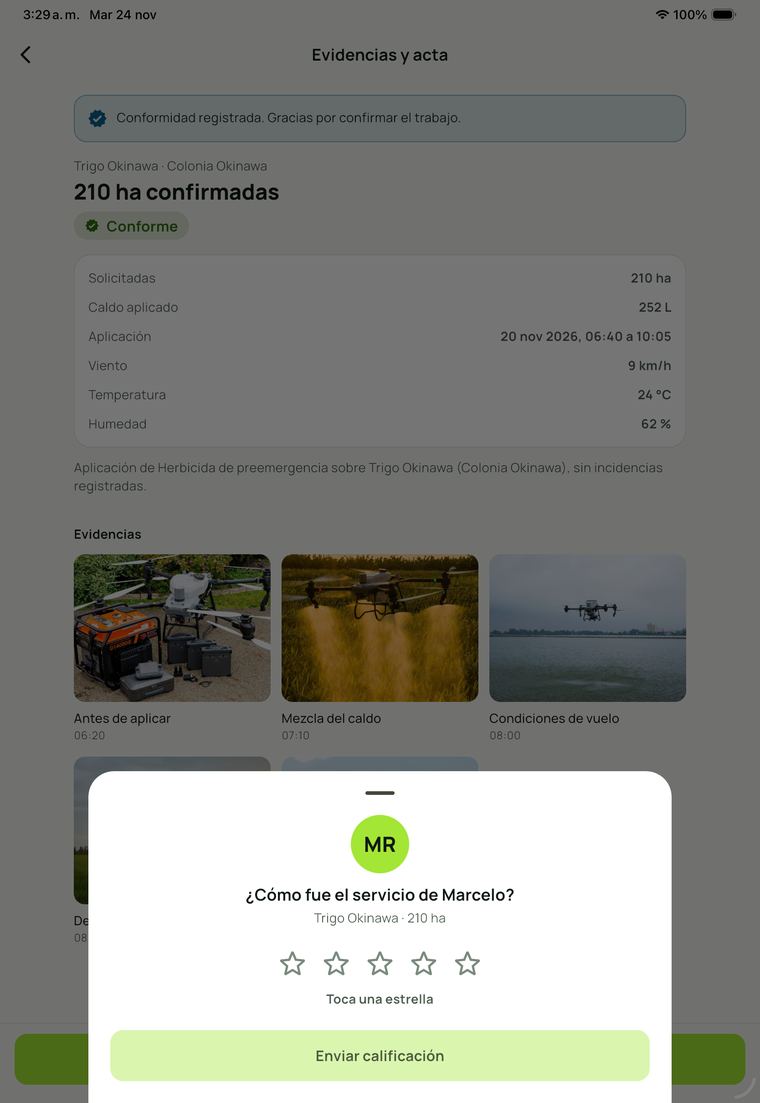 3:29 a. m. Mar 24 nov
100%
Evidencias y acta
Conformidad registrada. Gracias por confirmar el trabajo.
Trigo Okinawa · Colonia Okinawa
210 ha confirmadas
Conforme
Solicitadas 210 ha
Caldo aplicado 252 L
Aplicación 20 nov 2026, 06:40 a 10:05
Viento 9 km/h
Temperatura 24 °C
Humedad 62 %
Aplicación de Herbicida de preemergencia sobre Trigo Okinawa (Colonia Okinawa), sin incidencias
registradas.
Evidencias
Antes de aplicar
06:20
Mezcla del caldo
07:10
Condiciones de vuelo
08:00
De
08
MR
¿Cómo fue el servicio de Marcelo?
Trigo Okinawa · 210 ha
Toca una estrella
Enviar calificación